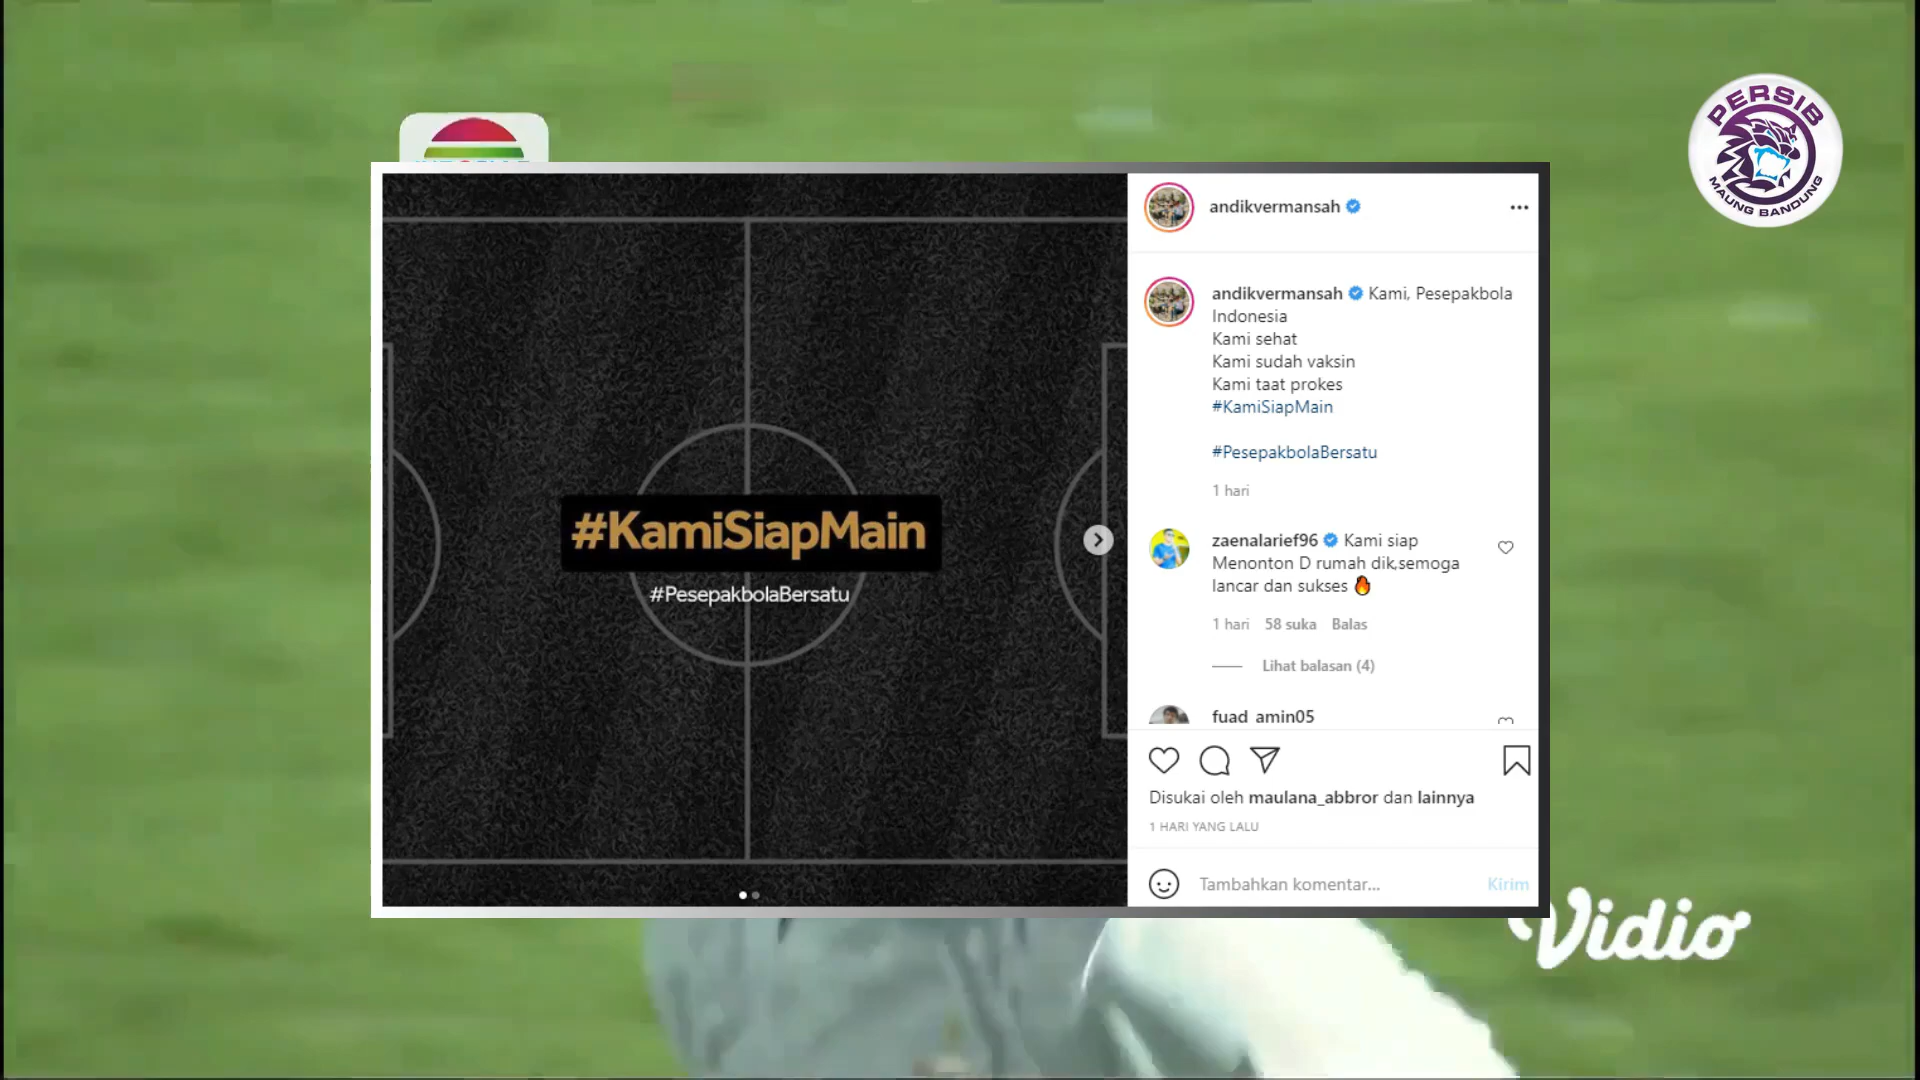 PERSIB
MAUNG BANDUNG
andikvermansah
andikvermansah Kami, Pesepakbola
Indonesia
Kami sehat
Kami sudah vaksin
Kami taat prokes
#KamiSiapMain
#PesepakbolaBersatu
1 hari
#KamiSiapMain
#PesepakbolaBersatu
zaenalarief96 Kami siap
Menonton D rumah dik,semoga
lancar dan sukses 🔥
1 hari 58 suka Balas
Lihat balasan (4)
fuad_amin05
Disukai oleh maulana_abbror dan lainnya
1 HARI YANG LALU
Tambahkan komentar... Kirim
Vidio